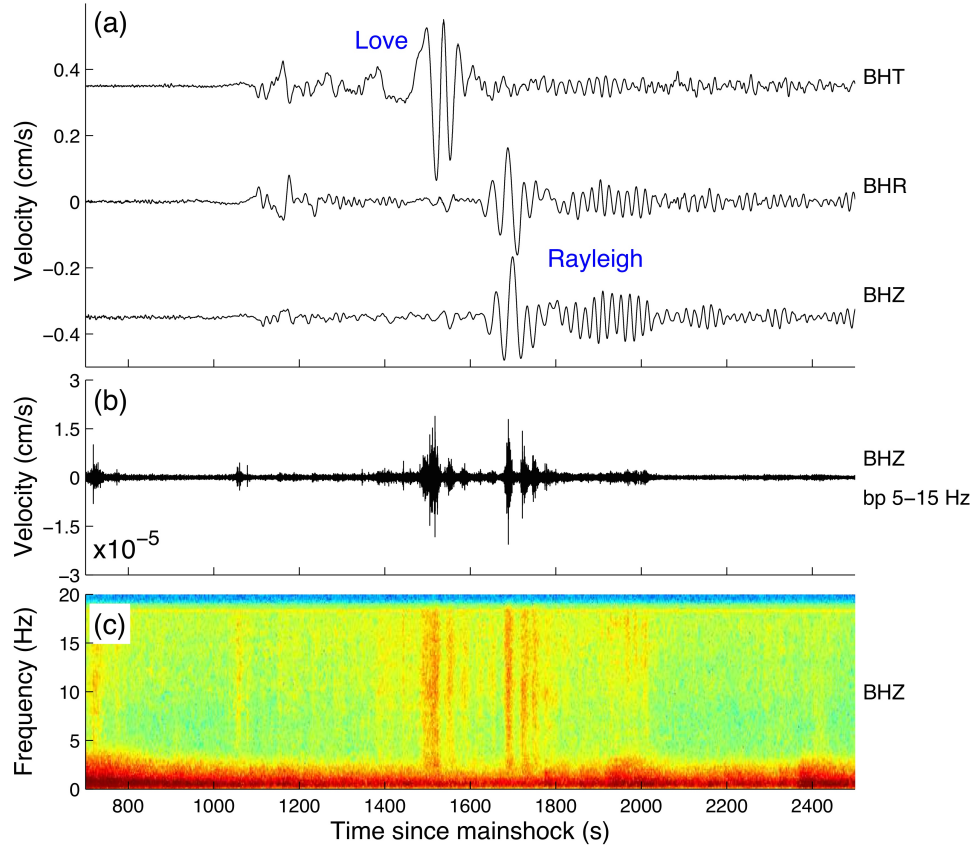 (a)
Love
BHT
0.4
0.2
BHR
0
Rayleigh
−0.2
BHZ
−0.4
Velocity (cm/s)
(b)
3
1.5
BHZ
0
bp 5−15 Hz
−1.5
x10−5
−3
Velocity (cm/s)
20
(c)
15
10
BHZ
5
0
Frequency (Hz)
800 1000 1200 1400 1600 1800 2000 2200 2400
Time since mainshock (s)